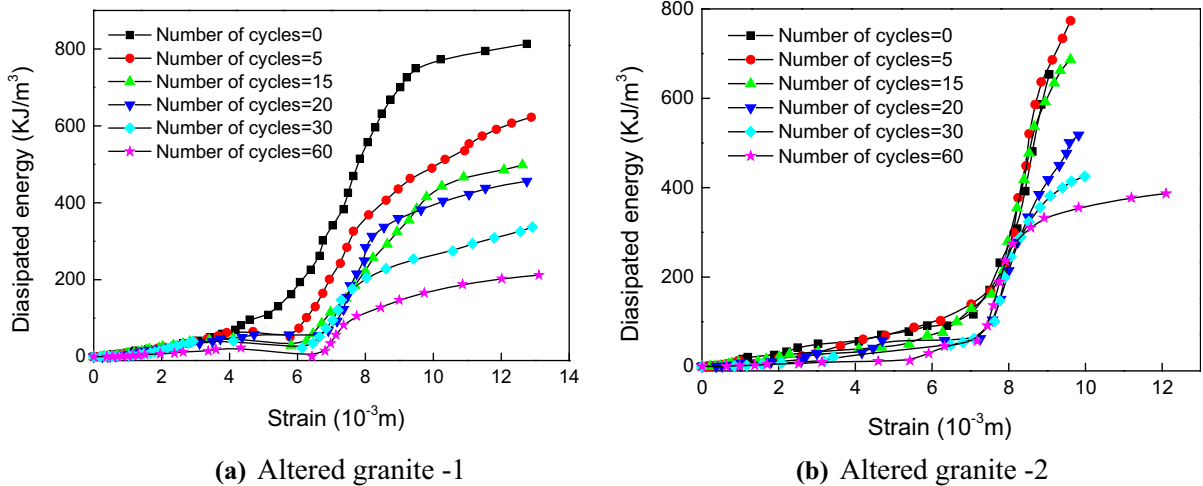 Number of cycles=0
Number of cycles=5
Number of cycles=15
Number of cycles=20
Number of cycles=30
Number of cycles=60
Diasipated energy (KJ/m³)
800
600
400
200
0
0 2 4 6 8 10 12 14
Strain (10⁻³m)
(a) Altered granite -1
Number of cycles=0
Number of cycles=5
Number of cycles=15
Number of cycles=20
Number of cycles=30
Number of cycles=60
Diasipated energy (KJ/m³)
800
600
400
200
0
0 2 4 6 8 10 12
Strain (10⁻³m)
(b) Altered granite -2